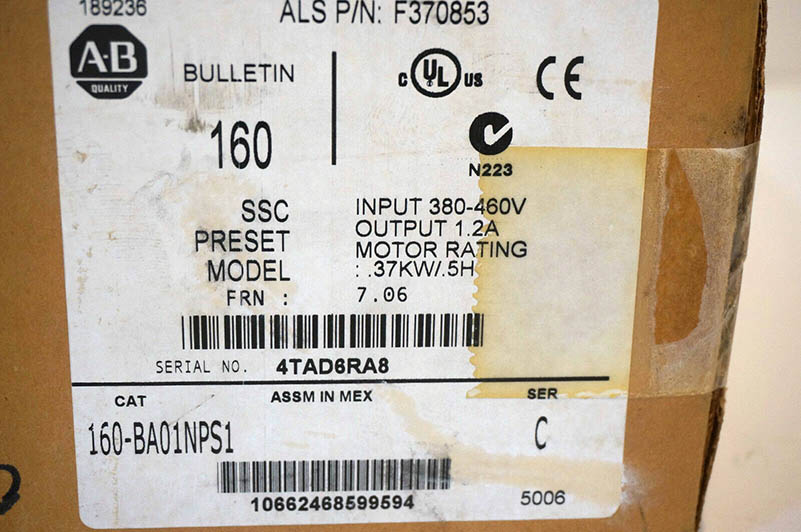 189236
ALS P/N: F370853
A-B
QUALITY
BULLETIN
160
C UL US
CE
N223
SSC
PRESET
MODEL
INPUT 380-460V
OUTPUT 1.2A
MOTOR RATING
: .37KW/.5H
FRN : 7.06
SERIAL NO. 4TAD6RA8
CAT
ASSM IN MEX
SER
160-BA01NPS1
C
10662468599594
5006